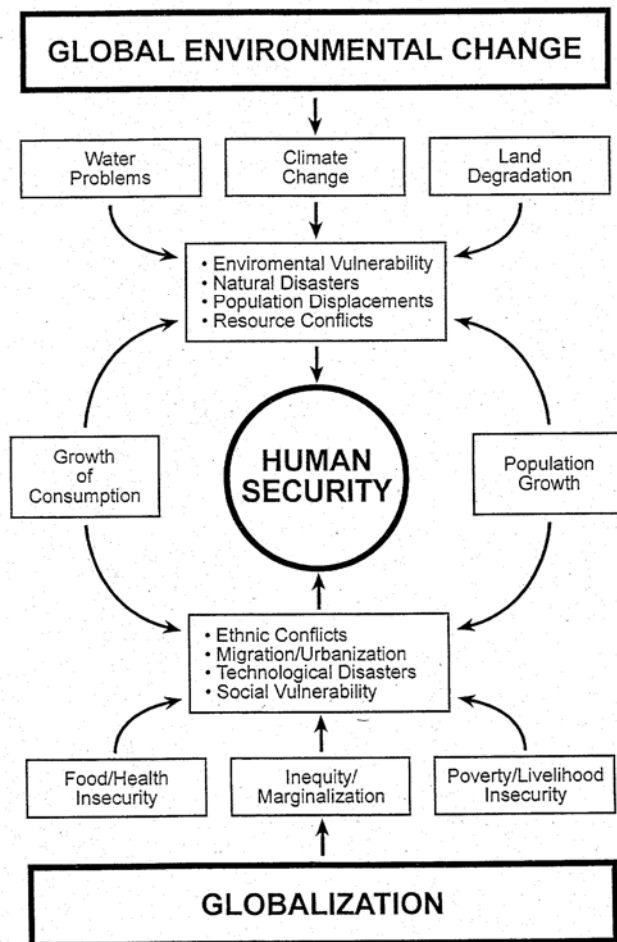 GLOBAL ENVIRONMENTAL CHANGE
Water
Problems
Climate
Change
Land
Degradation
• Enviromental Vulnerability
• Natural Disasters
• Population Displacements
• Resource Conflicts
Growth
of
Consumption
HUMAN
SECURITY
Population
Growth
• Ethnic Conflicts
• Migration/Urbanization
• Technological Disasters
• Social Vulnerability
Food/Health
Insecurity
Inequity/
Marginalization
Poverty/Livelihood
Insecurity
GLOBALIZATION